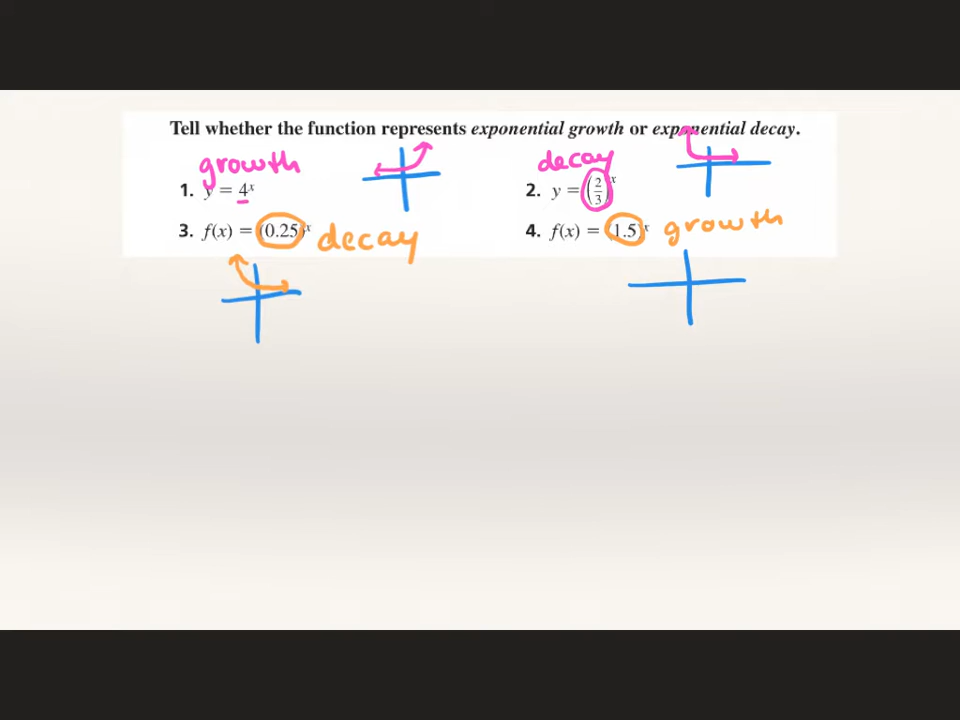 Tell whether the function represents exponential growth or exponential decay.
growth
1. y = 4ˣ
decay
2. y = (2/3)ˣ
3. f(x) = (0.25)ˣ decay
4. f(x) = (1.5)ˣ growth